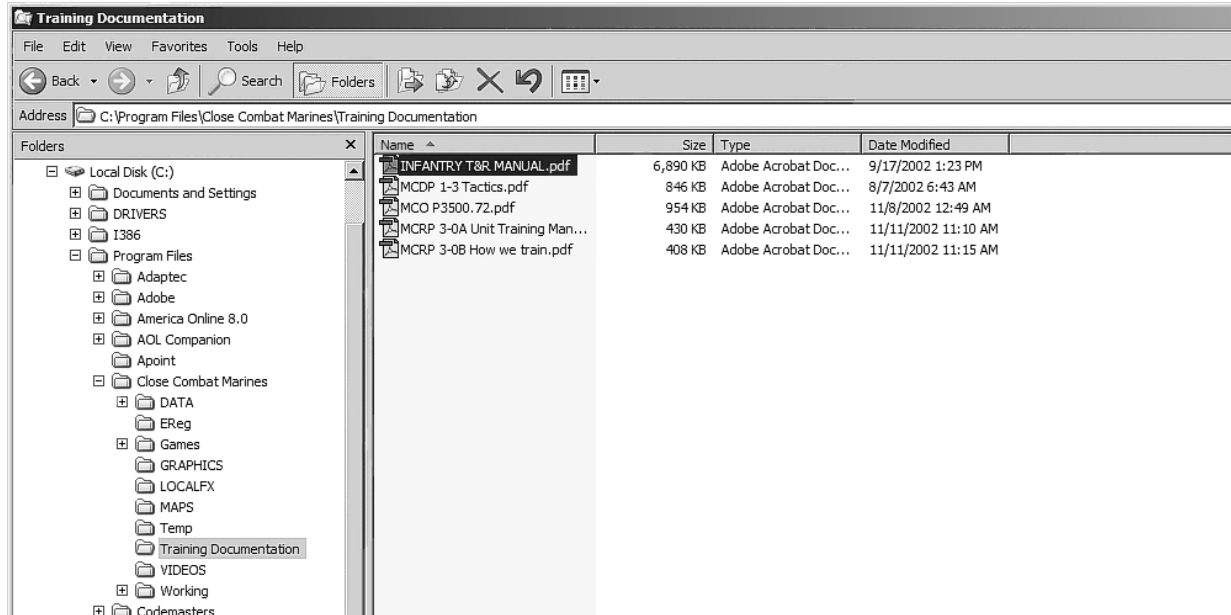 Training Documentation
File Edit View Favorites Tools Help
Back Search Folders
Address C:\Program Files\Close Combat Marines\Training Documentation
Folders
Local Disk (C:)
Documents and Settings
DRIVERS
I386
Program Files
Adaptec
Adobe
America Online 8.0
AOL Companion
Apoint
Close Combat Marines
DATA
EReg
Games
GRAPHICS
LOCALFX
MAPS
Temp
Training Documentation
VIDEOS
Working
Codemasters
Name Size Type Date Modified
INFANTRY T&R MANUAL.pdf 6,890 KB Adobe Acrobat Doc... 9/17/2002 1:23 PM
MCDP 1-3 Tactics.pdf 846 KB Adobe Acrobat Doc... 8/7/2002 6:43 AM
MCO P3500.72.pdf 954 KB Adobe Acrobat Doc... 11/8/2002 12:49 AM
MCRP 3-0A Unit Training Man... 430 KB Adobe Acrobat Doc... 11/11/2002 11:10 AM
MCRP 3-0B How we train.pdf 408 KB Adobe Acrobat Doc... 11/11/2002 11:15 AM